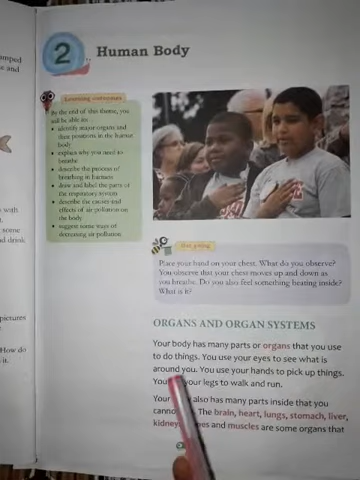 2
Human Body
Learning outcomes
By the end of this theme, you
will be able to:
• identify major organs and
their positions in the human
body
• explain why you need to
breathe
• describe the process of
breathing in humans
• draw and label the parts of
the respiratory system
• describe the causes and
effects of air pollution on
the body
• suggest some ways of
decreasing air pollution
Place your hand on your chest. What do you observe?
You observe that your chest moves up and down as
you breathe. Do you also feel something beating inside?
What is it?
ORGANS AND ORGAN SYSTEMS
Your body has many parts or organs that you use
to do things. You use your eyes to see what is
around you. You use your hands to pick up things.
your legs to walk and run.
also has many parts inside that you
The brain, heart, lungs, stomach, liver,
and muscles are some organs that
and
with
some
drink
pictures
How do
it.